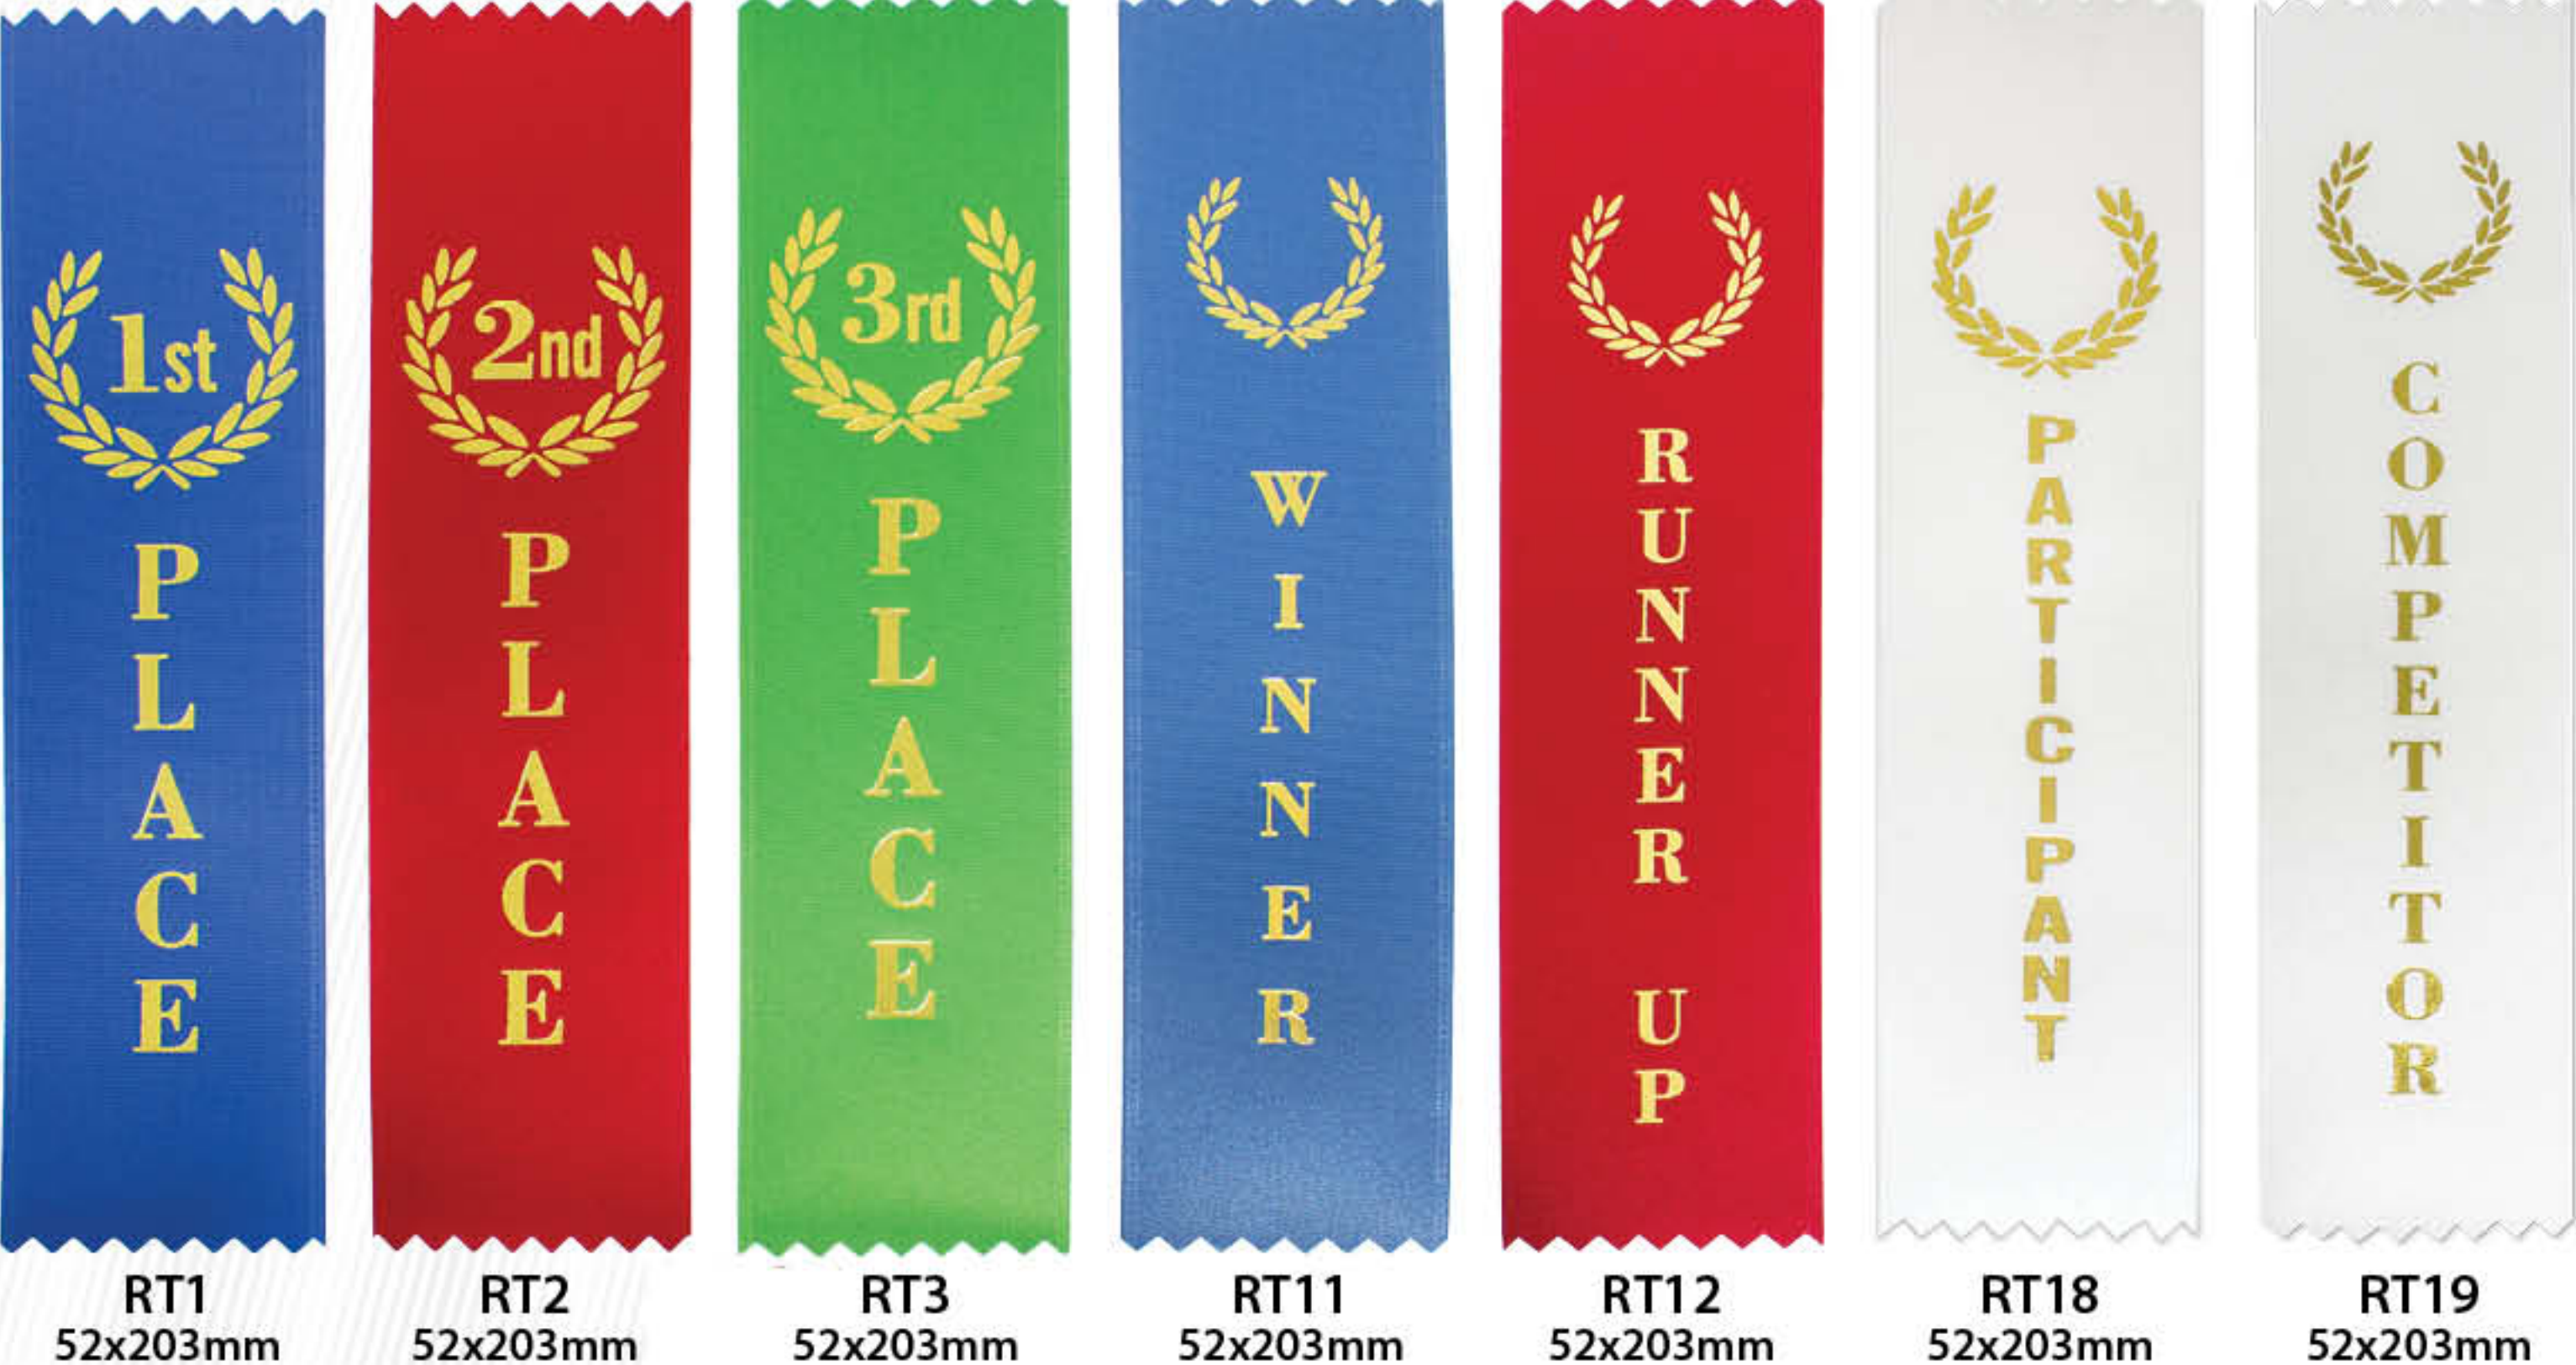 1st
PLACE
RT1
52x203mm
2nd
PLACE
RT2
52x203mm
3rd
PLACE
RT3
52x203mm
WINNER
RT11
52x203mm
RUNNER UP
RT12
52x203mm
PARTICIPANT
RT18
52x203mm
COMPETITOR
RT19
52x203mm